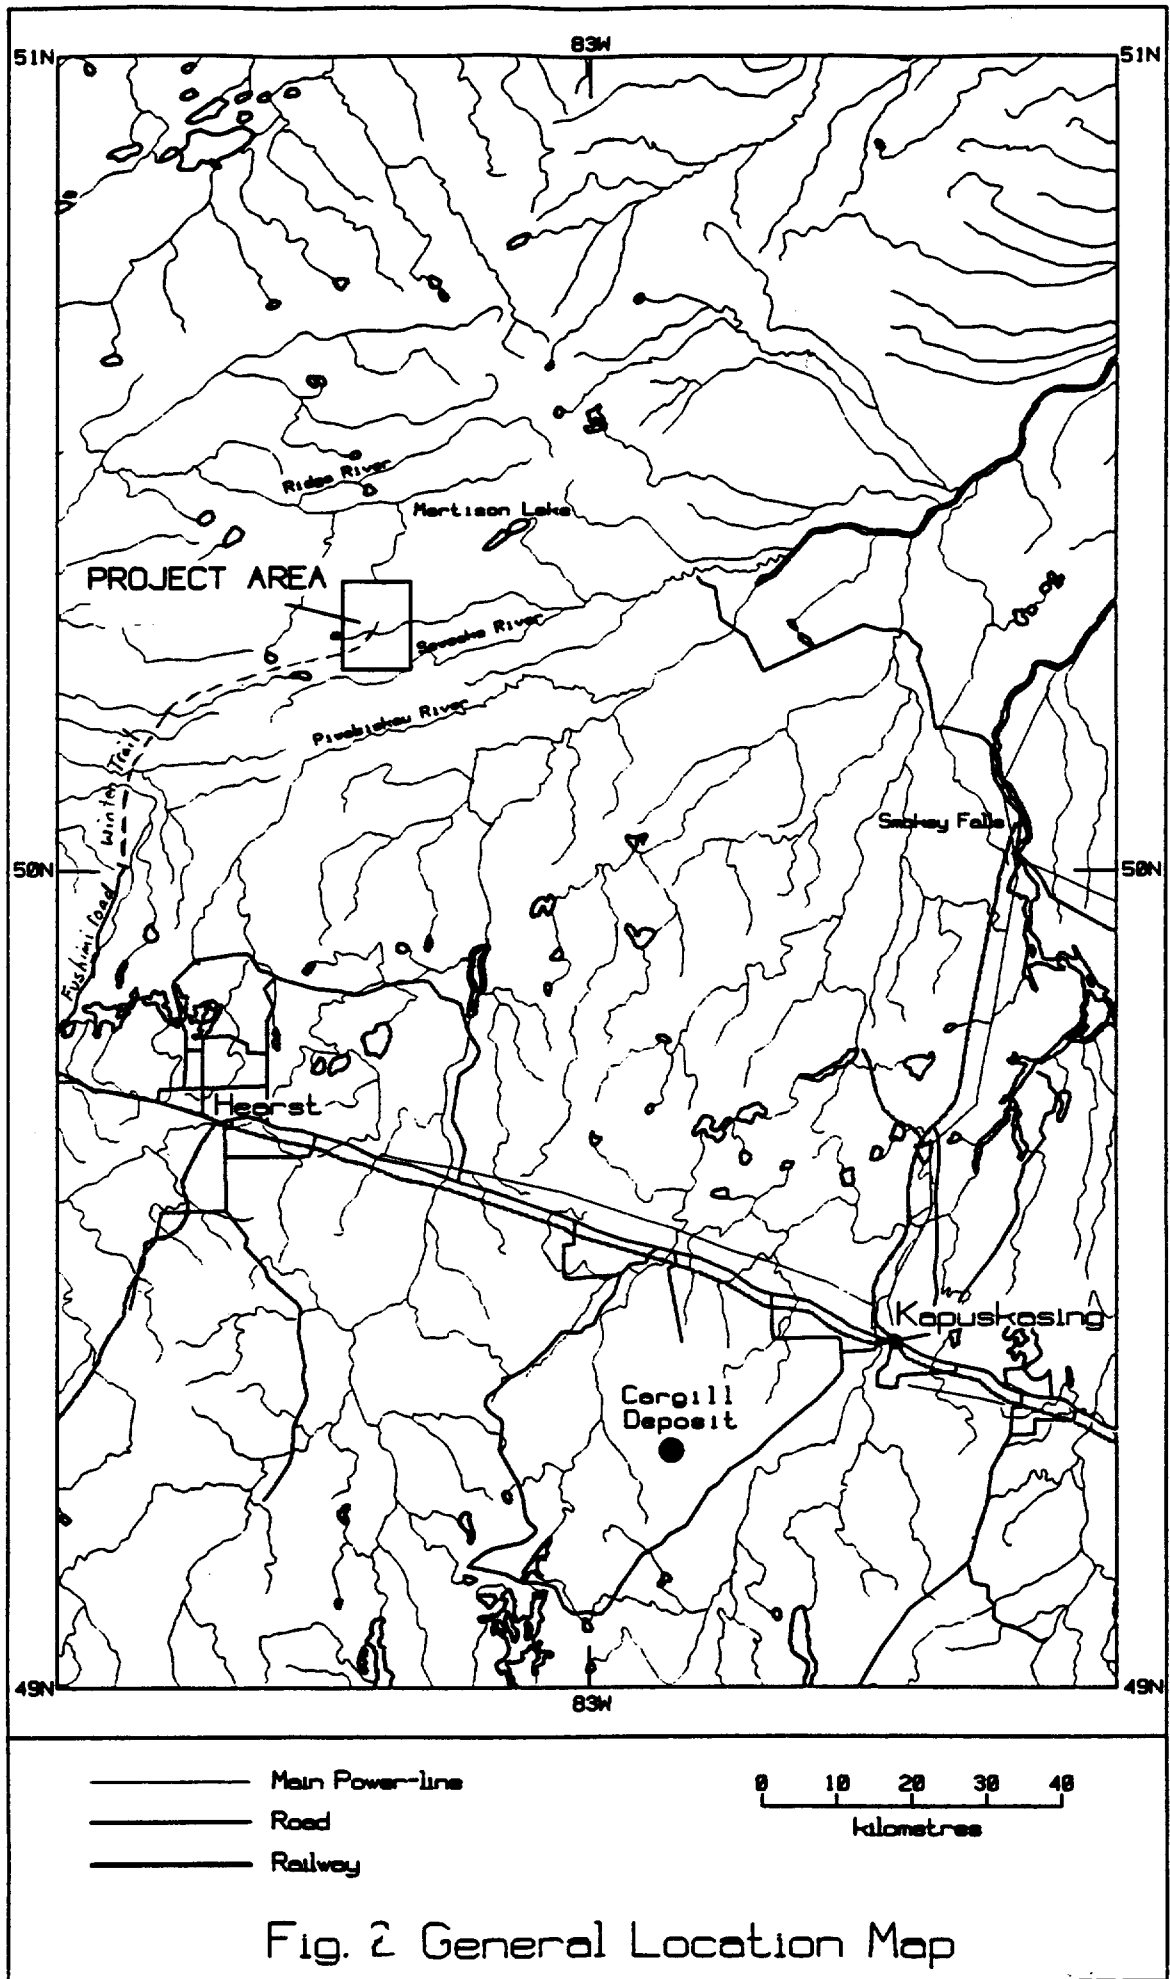 83W
51N 51N
Ridge River
Martison Lake
PROJECT AREA
Soweska River
Pivabiskau River
Winter Trail
Smokey Falls
50N 50N
Fushimi road
Hearst
Kapuskasing
Cargill
Deposit
49N 49N
83W
Main Power-line
Road
Railway
0 10 20 30 40
kilometres
Fig. 2 General Location Map